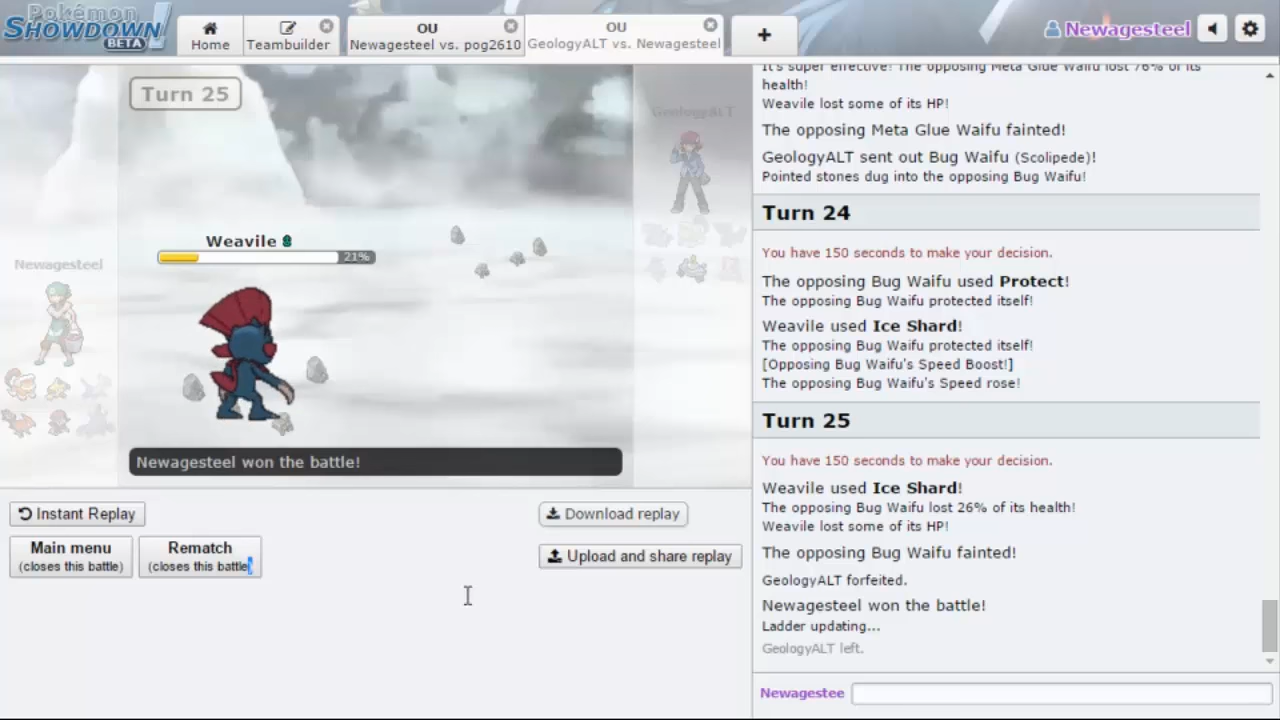 Pokémon
SHOWDOWN!
BETA
Home
Teambuilder
OU
Newagesteel vs. pog2610
OU
GeologyALT vs. Newagesteel
+
Newagesteel
Turn 25
GeologyALT
Weavile
21%
Newagesteel
Newagesteel won the battle!
Instant Replay
Download replay
Main menu
(closes this battle)
Rematch
(closes this battle)
Upload and share replay
It's super effective! The opposing Meta Glue Waifu lost 76% of its
health!
Weavile lost some of its HP!
The opposing Meta Glue Waifu fainted!
GeologyALT sent out Bug Waifu (Scolipede)!
Pointed stones dug into the opposing Bug Waifu!
Turn 24
You have 150 seconds to make your decision.
The opposing Bug Waifu used Protect!
The opposing Bug Waifu protected itself!
Weavile used Ice Shard!
The opposing Bug Waifu protected itself!
[Opposing Bug Waifu's Speed Boost!]
The opposing Bug Waifu's Speed rose!
Turn 25
You have 150 seconds to make your decision.
Weavile used Ice Shard!
The opposing Bug Waifu lost 26% of its health!
Weavile lost some of its HP!
The opposing Bug Waifu fainted!
GeologyALT forfeited.
Newagesteel won the battle!
Ladder updating...
GeologyALT left.
Newagestee